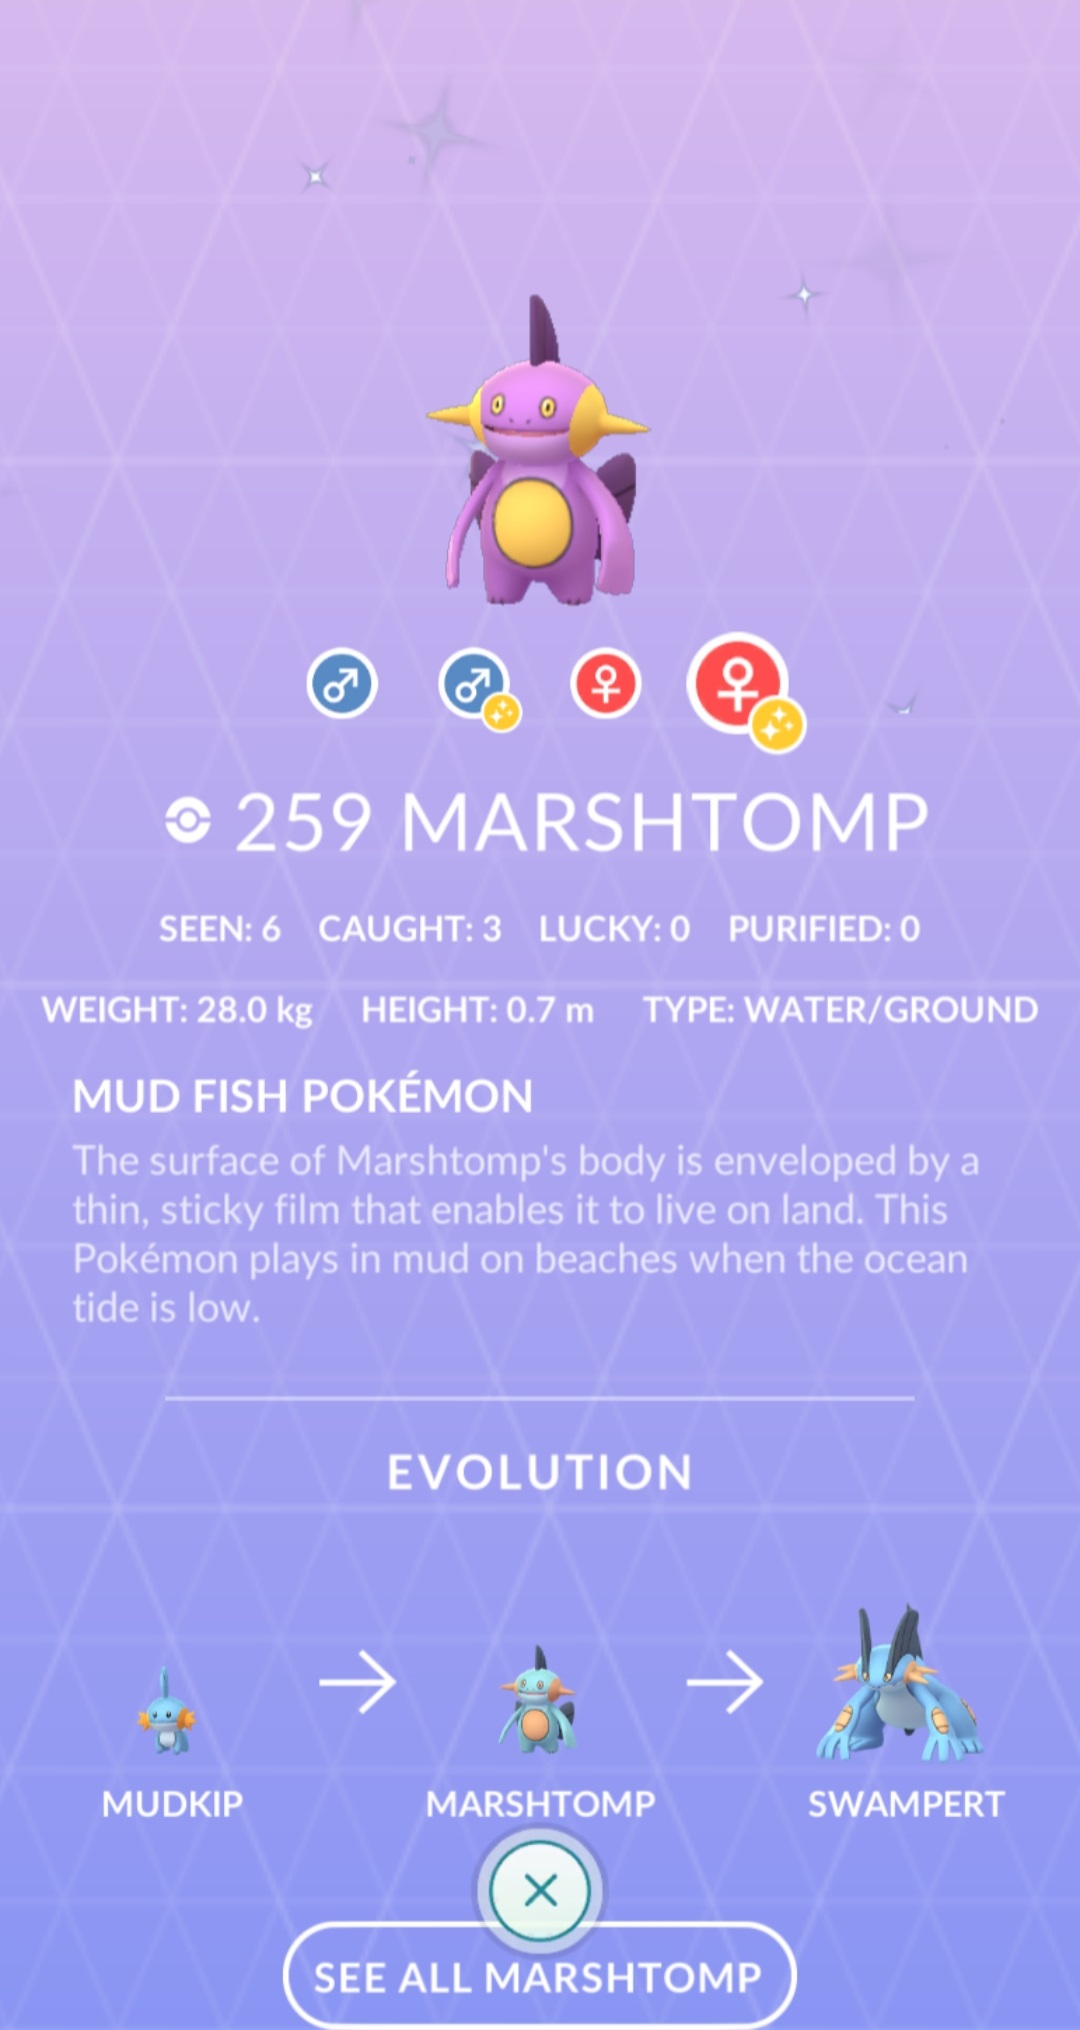 259 MARSHTOMP
SEEN: 6 CAUGHT: 3 LUCKY: 0 PURIFIED: 0
WEIGHT: 28.0 kg HEIGHT: 0.7 m TYPE: WATER/GROUND
MUD FISH POKÉMON
The surface of Marshtomp's body is enveloped by a
thin, sticky film that enables it to live on land. This
Pokémon plays in mud on beaches when the ocean
tide is low.
EVOLUTION
MUDKIP MARSHTOMP SWAMPERT
SEE ALL MARSHTOMP